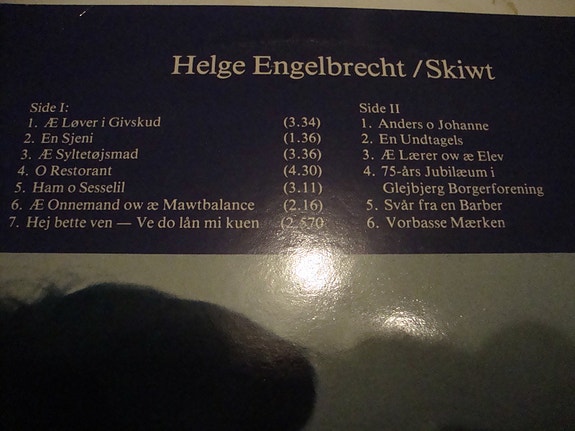 Helge Engelbrecht / Skiwt
Side I:
1. Æ Løver i Givskud (3.34)
2. En Sjeni (1.36)
3. Æ Syltetøjsmad (3.36)
4. O Restorant (4.30)
5. Ham o Sesselil (3.11)
6. Æ Onnemand ow æ Mawtbalance (2.16)
7. Hej bette ven — Ve do lån mi kuen (2.570
Side II
1. Anders o Johanne
2. En Undtagels
3. Æ Lærer ow æ Elev
4. 75-års Jubilæum i
Glejbjerg Borgerforening
5. Svår fra en Barber
6. Vorbasse Mærken